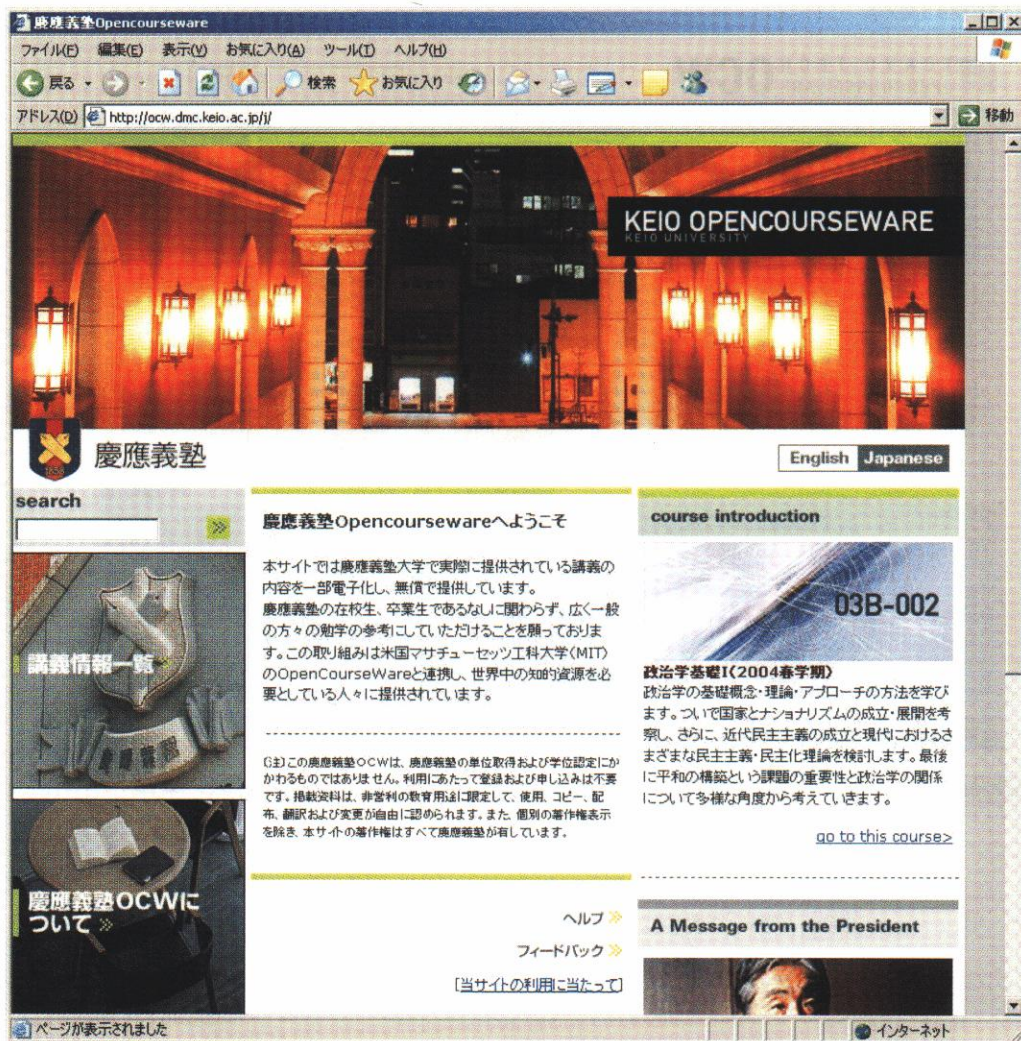 慶應義塾Opencourseware
ファイル(F) 編集(E) 表示(V) お気に入り(A) ツール(T) ヘルプ(H)
戻る 検索 お気に入り
アドレス(D) http://ocw.dmc.keio.ac.jp/j/ 移動
KEIO OPENCOURSEWARE
KEIO UNIVERSITY
1858
慶應義塾
English Japanese
search
講義情報一覧
慶應義塾
慶應義塾OCWに
ついて
慶應義塾Opencoursewareへようこそ
本サイトでは慶應義塾大学で実際に提供されている講義の
内容を一部電子化し、無償で提供しています。
慶應義塾の在校生、卒業生であるなしに関わらず、広く一般
の方々の勉学の参考にしていただけることを願っておりま
す。この取り組みは米国マサチューセッツ工科大学(MIT)
のOpenCourseWareと連携し、世界中の知的資源を必
要としている人々に提供されています。
(注)この慶應義塾OCWは、慶應義塾の単位取得および学位認定にか
かわるものではありません。利用にあたって登録および申し込みは不要
です。掲載資料は、非営利の教育用途に限定して、使用、コピー、配
布、翻訳および変更が自由に認められます。また、個別の著作権表示
を除き、本サイトの著作権はすべて慶應義塾が有しています。
ヘルプ
フィードバック
[当サイトの利用に当たって]
course introduction
03B-002
政治学基礎I(2004春学期)
政治学の基礎概念・理論・アプローチの方法を学び
ます。ついで国家とナショナリズムの成立・展開を考
察し、さらに、近代民主主義の成立と現代におけるさ
まざまな民主主義・民主化理論を検討します。最後
に平和の構築という課題の重要性と政治学の関係
について多様な角度から考えていきます。
go to this course>
A Message from the President
ページが表示されました インターネット